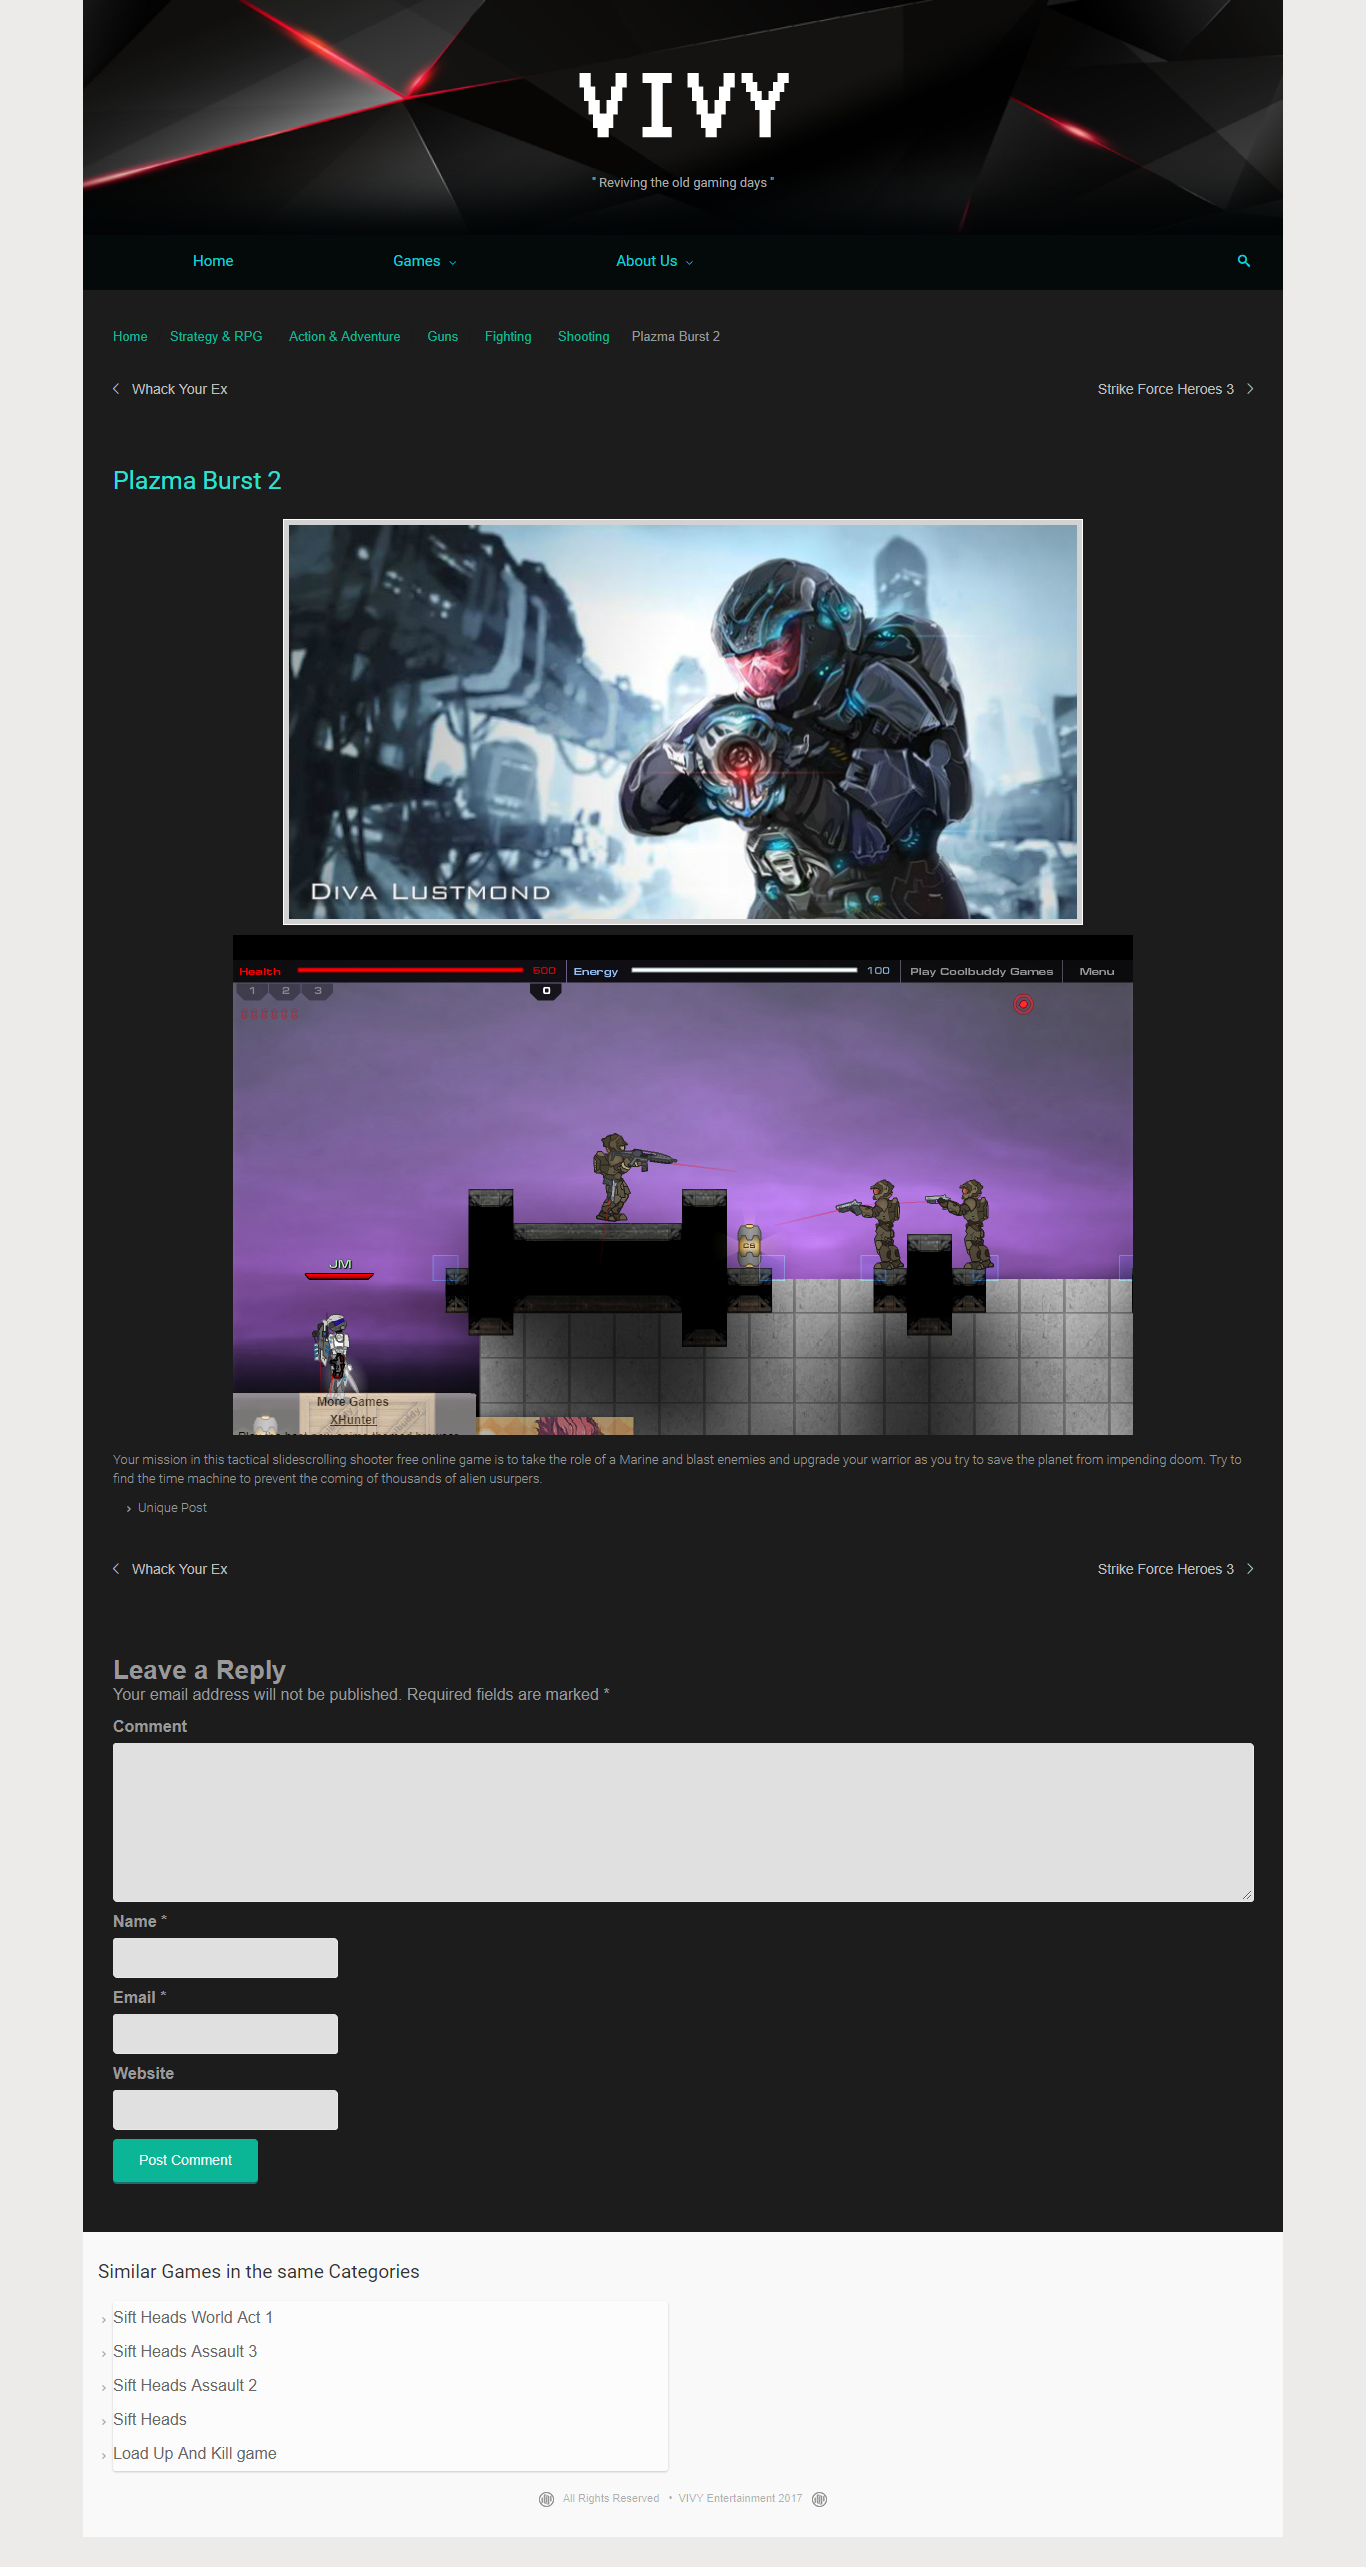 VIVY
" Reviving the old gaming days "
Home Games About Us
Home Strategy & RPG Action & Adventure Guns Fighting Shooting Plazma Burst 2
Whack Your Ex Strike Force Heroes 3
Plazma Burst 2
DIVA LUSTMOND
Health 500 Energy 100 Play Coolbuddy Games Menu
1 2 3 0
CS
JM
More Games
XHunter
Your mission in this tactical slidescrolling shooter free online game is to take the role of a Marine and blast enemies and upgrade your warrior as you try to save the planet from impending doom. Try to
find the time machine to prevent the coming of thousands of alien usurpers.
Unique Post
Whack Your Ex Strike Force Heroes 3
Leave a Reply
Your email address will not be published. Required fields are marked *
Comment
Name *
Email *
Website
Post Comment
Similar Games in the same Categories
Sift Heads World Act 1
Sift Heads Assault 3
Sift Heads Assault 2
Sift Heads
Load Up And Kill game
All Rights Reserved • VIVY Entertainment 2017